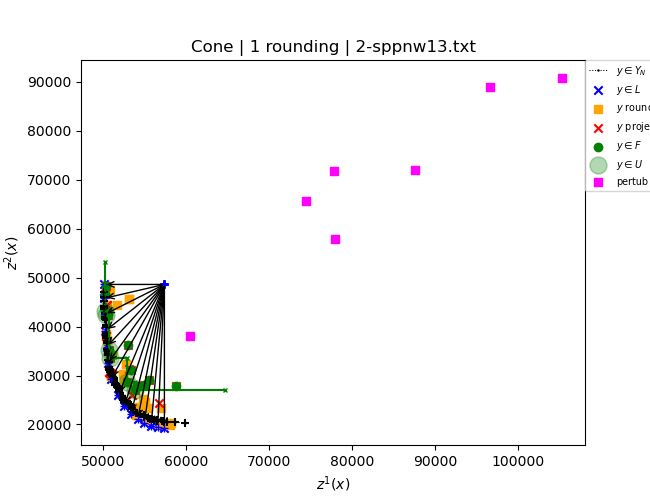 Cone | 1 rounding | 2-sppnw13.txt
z²(x)
90000
80000
70000
60000
50000
40000
30000
20000
50000 60000 70000 80000 90000 100000
z¹(x)
y ∈ Y_N
y ∈ L
y roun
y proje
y ∈ F
y ∈ U
pertub